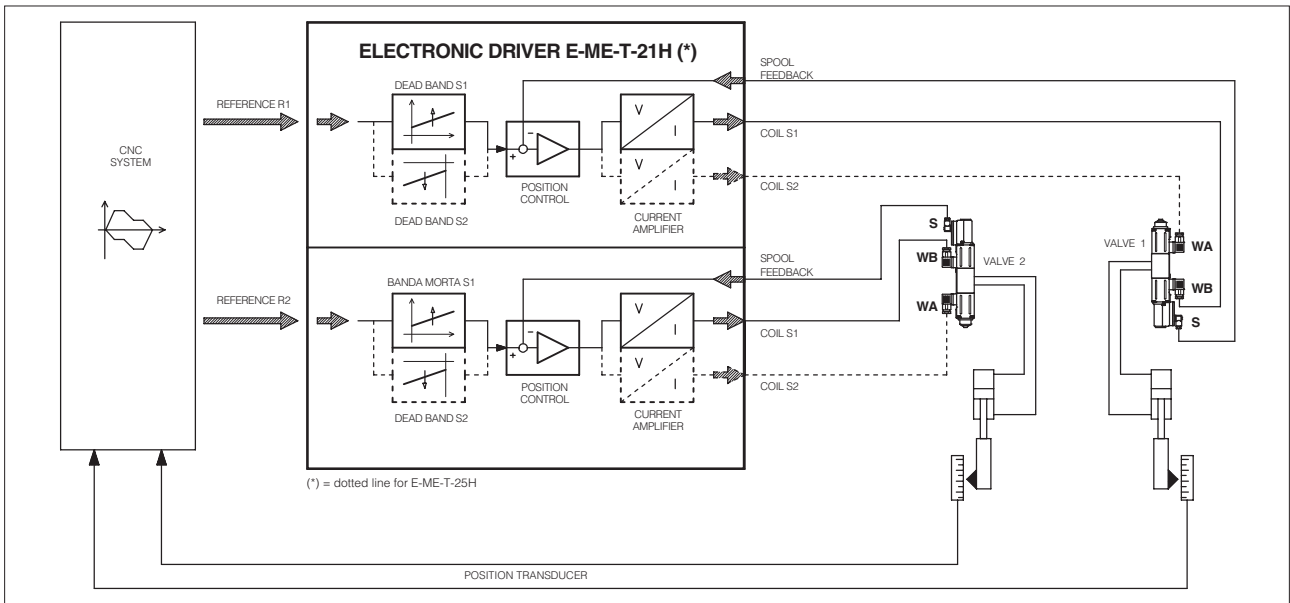 ELECTRONIC DRIVER E-ME-T-21H (*)
SPOOL
FEEDBACK
DEAD BAND S1
REFERENCE R1
V
I
COIL S1
CNC
SYSTEM
V
I
COIL S2
POSITION
CONTROL
DEAD BAND S2
CURRENT
AMPLIFIER
S
WB
VALVE 2
WA
VALVE 1
WA
WB
S
SPOOL
FEEDBACK
BANDA MORTA S1
REFERENCE R2
V
I
COIL S1
V
I
COIL S2
POSITION
CONTROL
DEAD BAND S2
CURRENT
AMPLIFIER
(*) = dotted line for E-ME-T-25H
POSITION TRANSDUCER